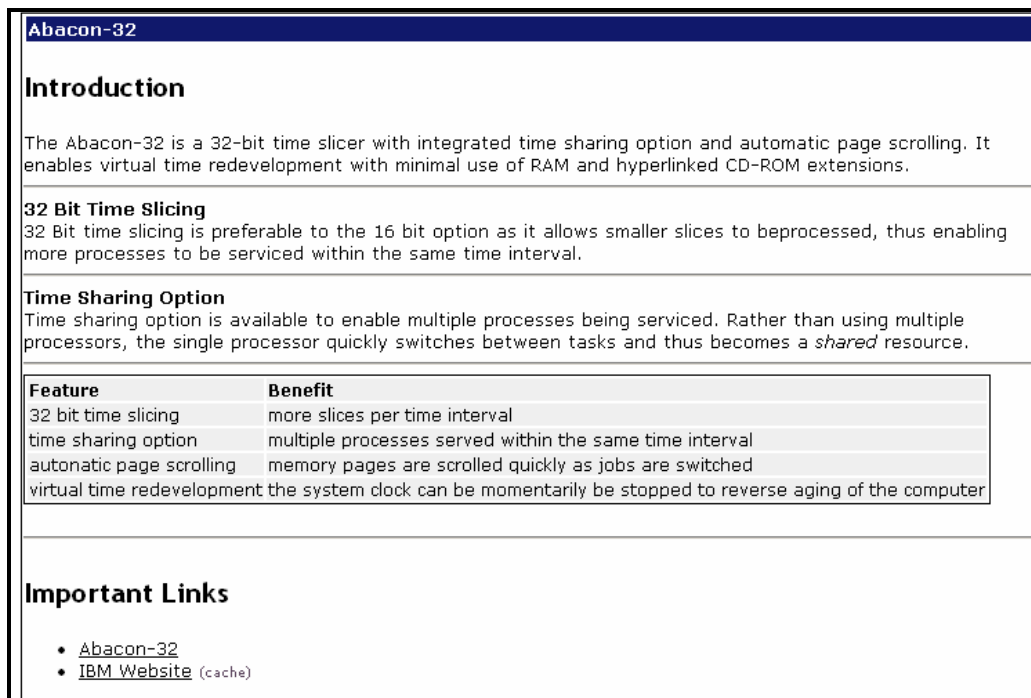 Abacon-32
Introduction
The Abacon-32 is a 32-bit time slicer with integrated time sharing option and automatic page scrolling. It
enables virtual time redevelopment with minimal use of RAM and hyperlinked CD-ROM extensions.
32 Bit Time Slicing
32 Bit time slicing is preferable to the 16 bit option as it allows smaller slices to beprocessed, thus enabling
more processes to be serviced within the same time interval.
Time Sharing Option
Time sharing option is available to enable multiple processes being serviced. Rather than using multiple
processors, the single processor quickly switches between tasks and thus becomes a shared resource.
Feature Benefit
32 bit time slicing more slices per time interval
time sharing option multiple processes served within the same time interval
autonatic page scrolling memory pages are scrolled quickly as jobs are switched
virtual time redevelopment the system clock can be momentarily be stopped to reverse aging of the computer
Important Links
• Abacon-32
• IBM Website (cache)